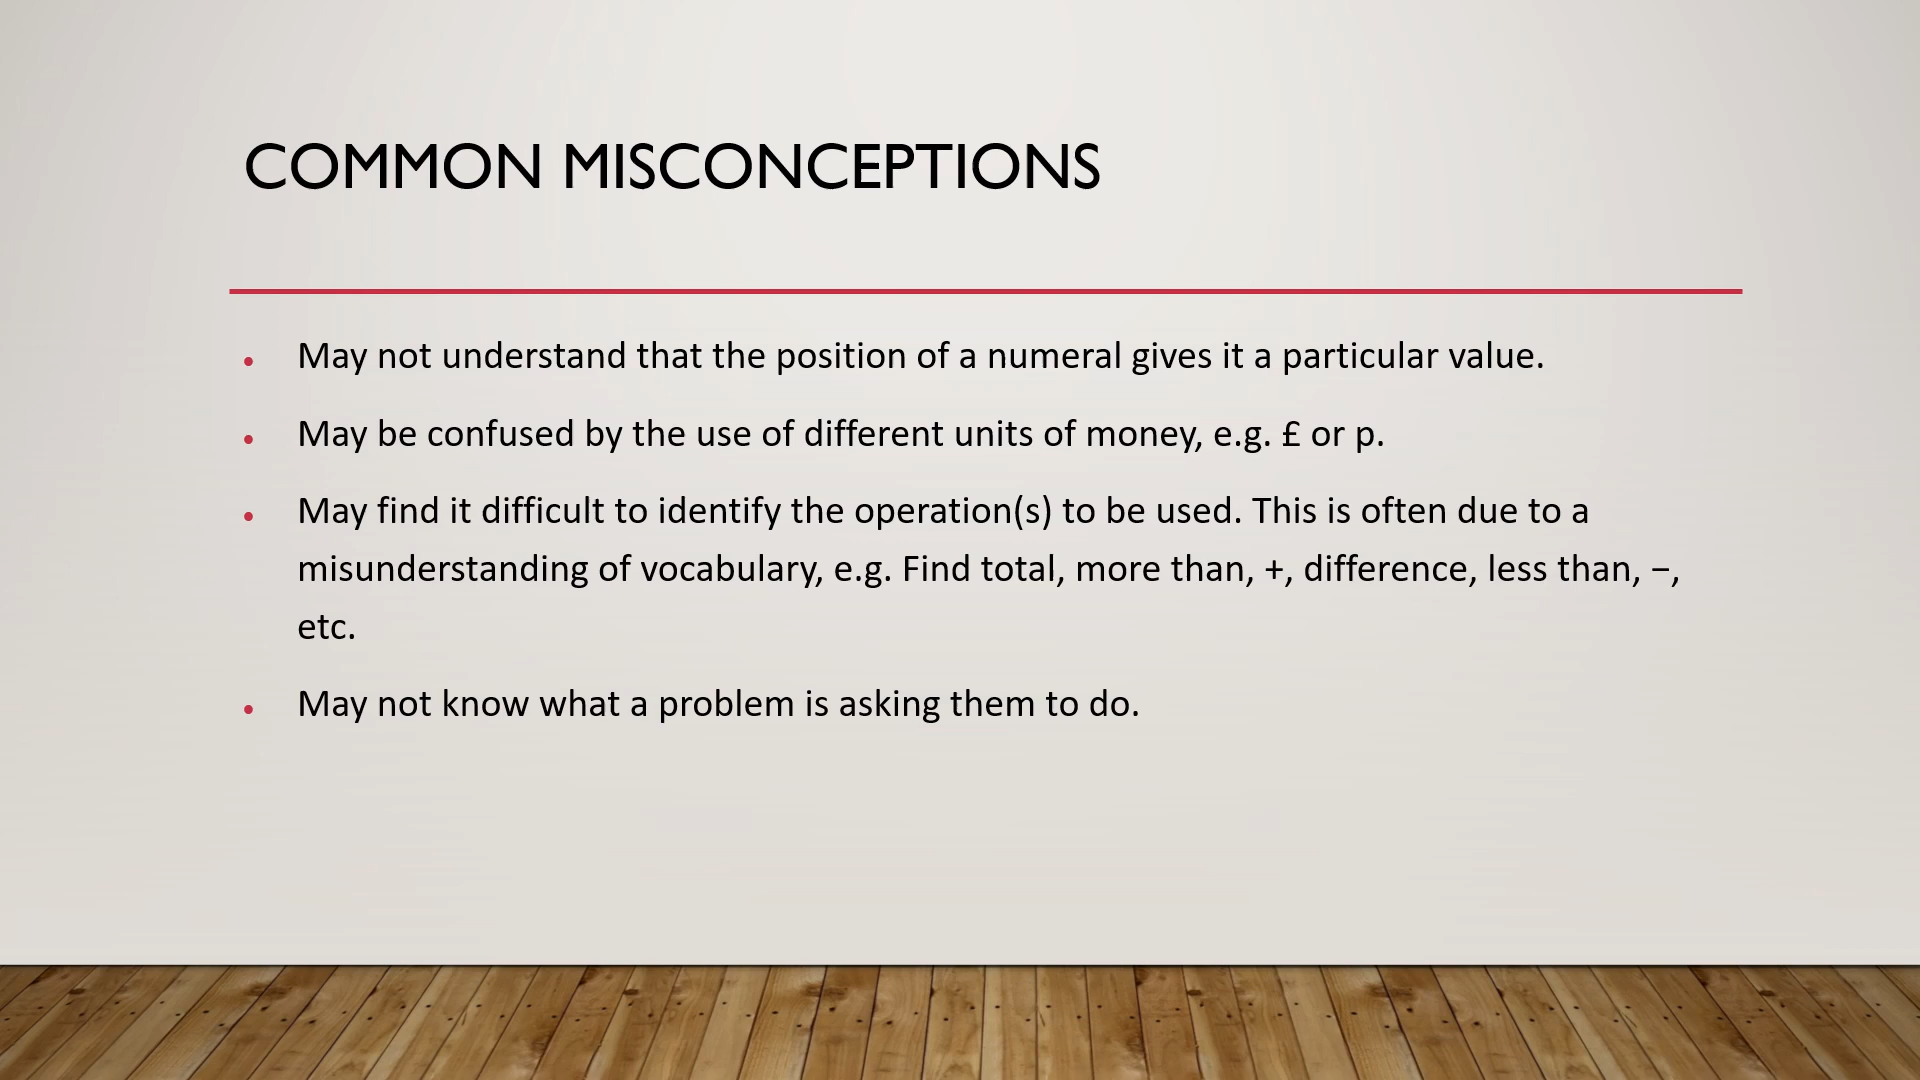 COMMON MISCONCEPTIONS
• May not understand that the position of a numeral gives it a particular value.
• May be confused by the use of different units of money, e.g. £ or p.
• May find it difficult to identify the operation(s) to be used. This is often due to a
misunderstanding of vocabulary, e.g. Find total, more than, +, difference, less than, −,
etc.
• May not know what a problem is asking them to do.